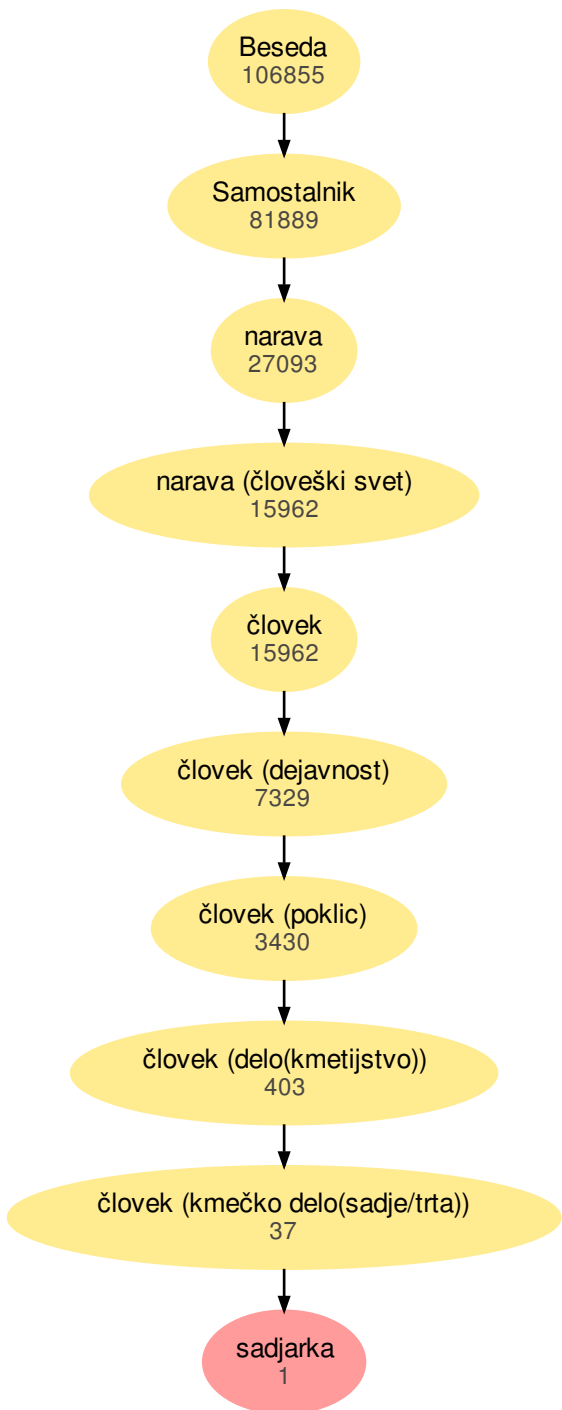 Beseda
106855
Samostalnik
81889
narava
27093
narava (človeški svet)
15962
človek
15962
človek (dejavnost)
7329
človek (poklic)
3430
človek (delo(kmetijstvo))
403
človek (kmečko delo(sadje/trta))
37
sadjarka
1